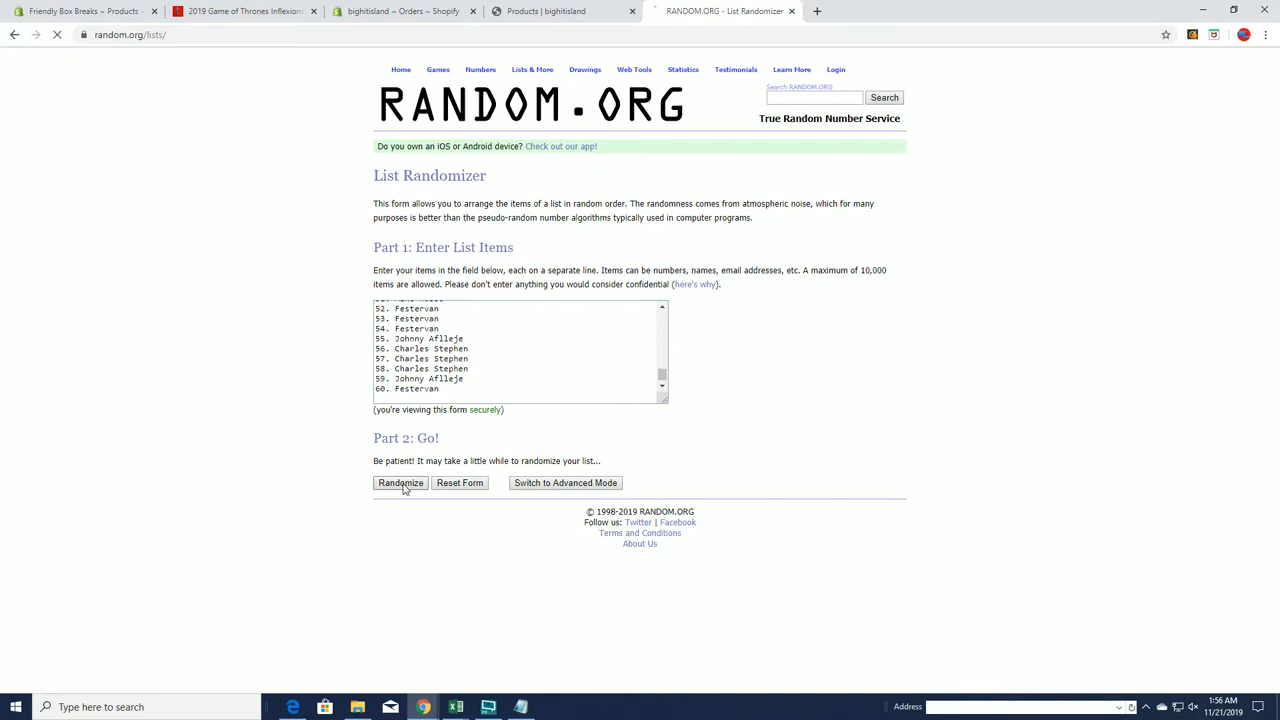 Friendly Box Breaks ~ Products ~
2019 Game of Thrones Inflexion
bightisland ~ Orders ~ Shopify
Products | bightisland
RANDOM.ORG - List Randomizer
random.org/lists/
Home Games Numbers Lists & More Drawings Web Tools Statistics Testimonials Learn More Login
RANDOM.ORG
Search RANDOM.ORG
Search
True Random Number Service
Do you own an iOS or Android device? Check out our app!
List Randomizer
This form allows you to arrange the items of a list in random order. The randomness comes from atmospheric noise, which for many
purposes is better than the pseudo-random number algorithms typically used in computer programs.
Part 1: Enter List Items
Enter your items in the field below, each on a separate line. Items can be numbers, names, email addresses, etc. A maximum of 10,000
items are allowed. Please don't enter anything you would consider confidential (here's why).
52. Festervan
53. Festervan
54. Festervan
55. Johnny Aflleje
56. Charles Stephen
57. Charles Stephen
58. Charles Stephen
59. Johnny Aflleje
60. Festervan
(you're viewing this form securely)
Part 2: Go!
Be patient! It may take a little while to randomize your list...
Randomize Reset Form Switch to Advanced Mode
© 1998-2019 RANDOM.ORG
Follow us: Twitter | Facebook
Terms and Conditions
About Us
Type here to search
Address
1:56 AM
11/21/2019